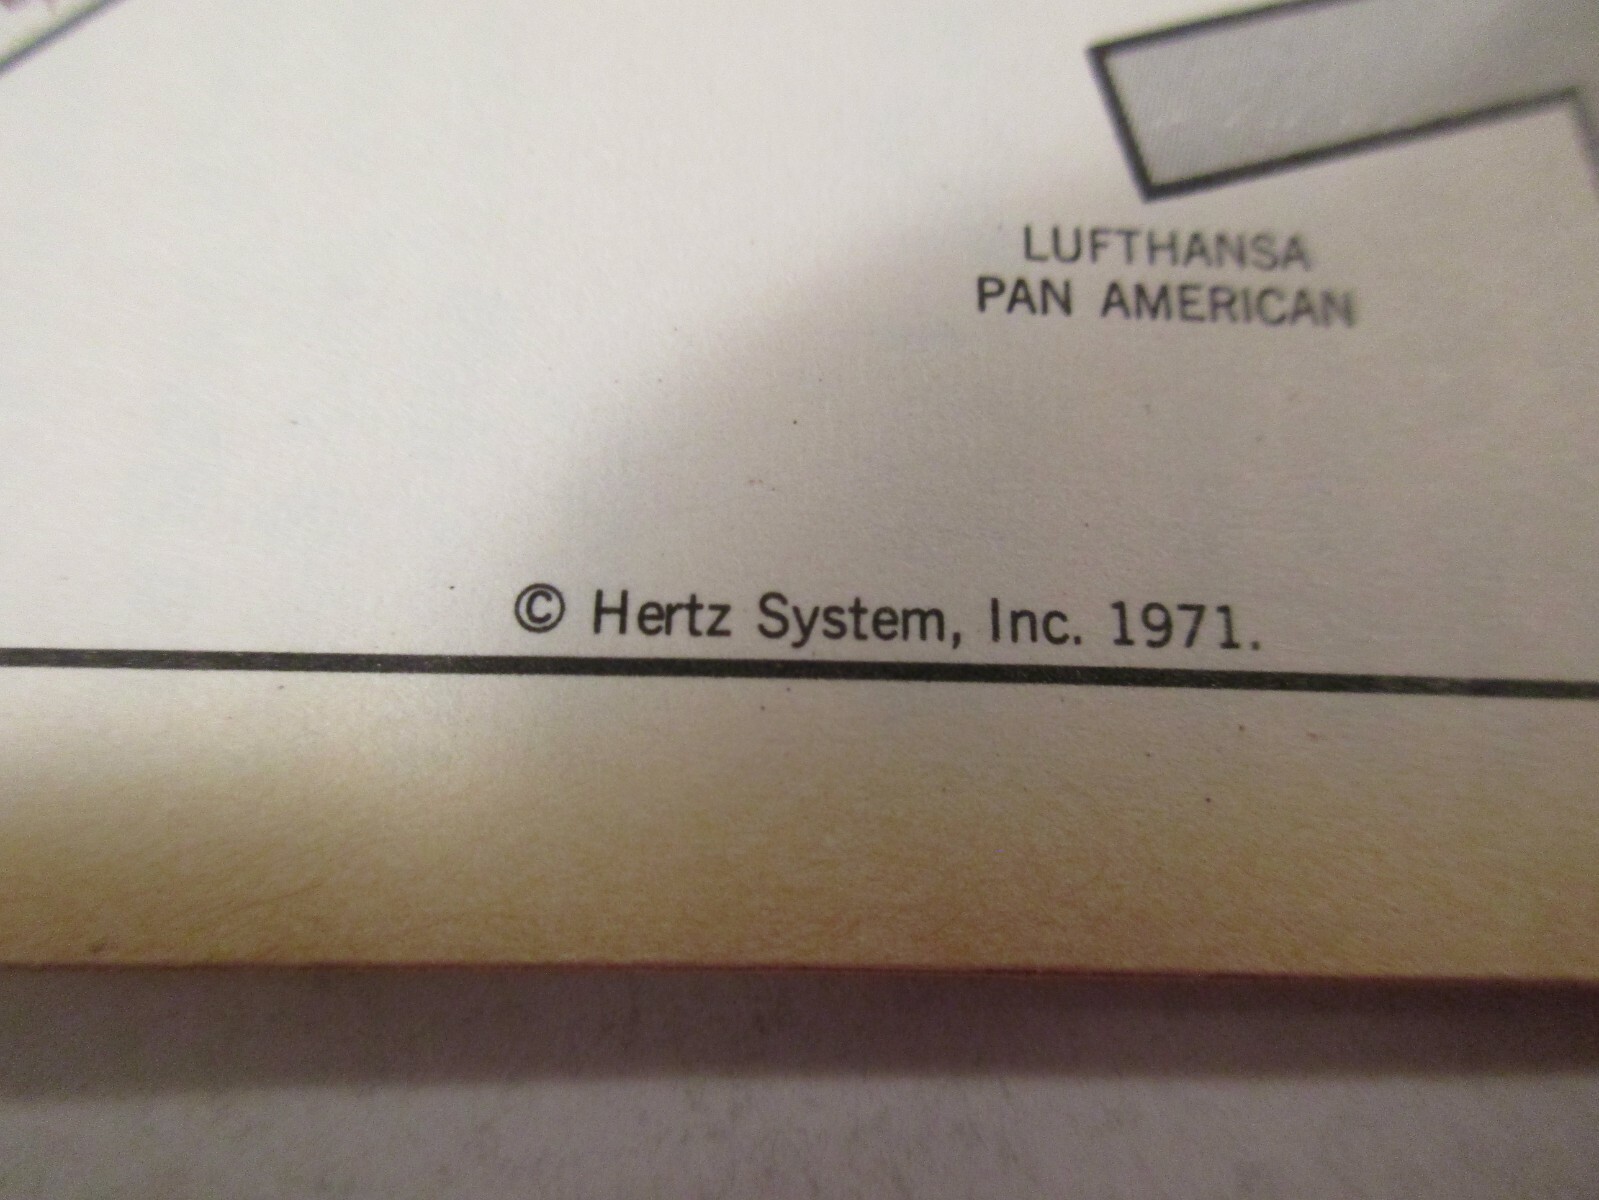 LUFTHANSA
PAN AMERICAN
© Hertz System, Inc. 1971.